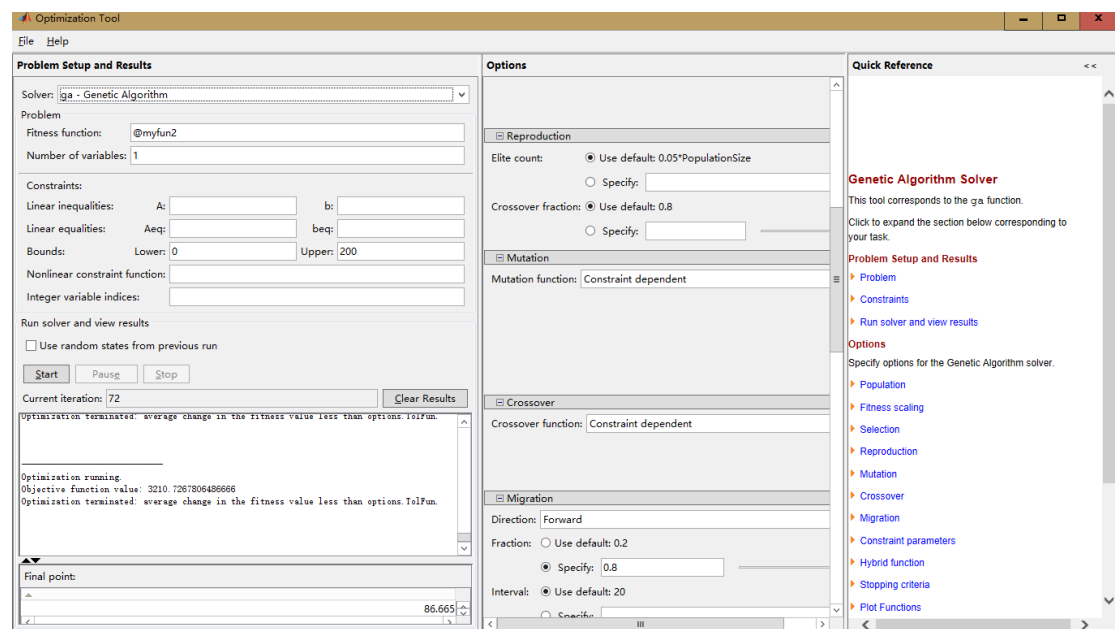 Optimization Tool
File Help
Problem Setup and Results
Solver: ga - Genetic Algorithm
Problem
Fitness function: @myfun2
Number of variables: 1
Constraints:
Linear inequalities: A: b:
Linear equalities: Aeq: beq:
Bounds: Lower: 0 Upper: 200
Nonlinear constraint function:
Integer variable indices:
Run solver and view results
Use random states from previous run
Start Pause Stop
Current iteration: 72 Clear Results
Optimization terminated: average change in the fitness value less than options.TolFun.
Optimization running.
Objective function value: 3210.7267806486666
Optimization terminated: average change in the fitness value less than options.TolFun.
Final point:
86.665
Options
Reproduction
Elite count: Use default: 0.05*PopulationSize
Specify:
Crossover fraction: Use default: 0.8
Specify:
Mutation
Mutation function: Constraint dependent
Crossover
Crossover function: Constraint dependent
Migration
Direction: Forward
Fraction: Use default: 0.2
Specify: 0.8
Interval: Use default: 20
Specify:
Quick Reference <<
Genetic Algorithm Solver
This tool corresponds to the ga function.
Click to expand the section below corresponding to
your task.
Problem Setup and Results
Problem
Constraints
Run solver and view results
Options
Specify options for the Genetic Algorithm solver.
Population
Fitness scaling
Selection
Reproduction
Mutation
Crossover
Migration
Constraint parameters
Hybrid function
Stopping criteria
Plot Functions